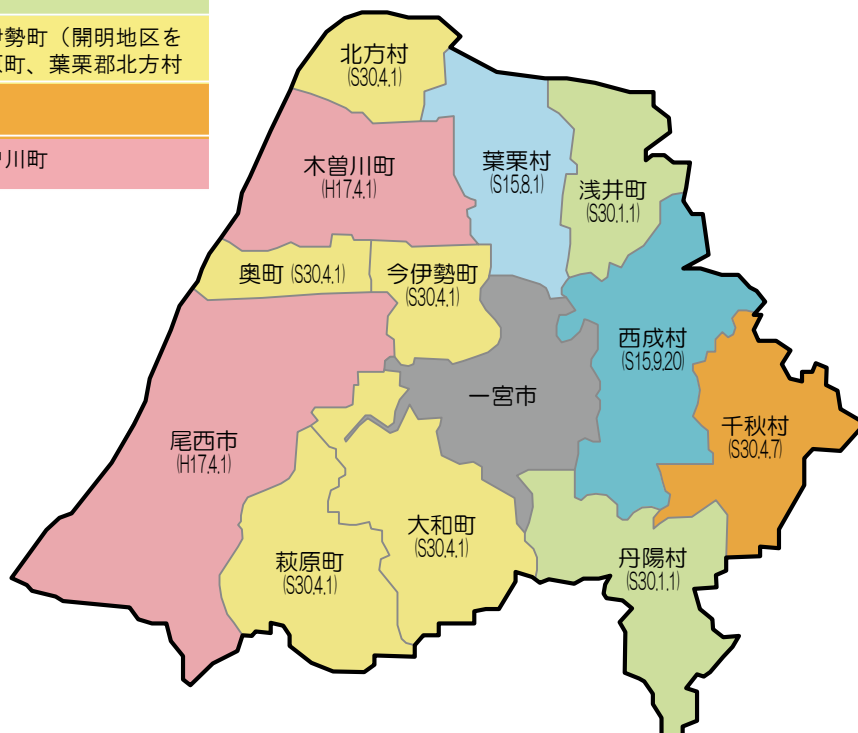 伊勢町（開明地区を
原町、葉栗郡北方村
曽川町
北方村
(S30.4.1)
木曽川町
(H17.4.1)
葉栗村
(S15.8.1)
浅井町
(S30.1.1)
奥町 (S30.4.1)
今伊勢町
(S30.4.1)
西成村
(S15.9.20)
一宮市
千秋村
(S30.4.7)
尾西市
(H17.4.1)
大和町
(S30.4.1)
萩原町
(S30.4.1)
丹陽村
(S30.1.1)